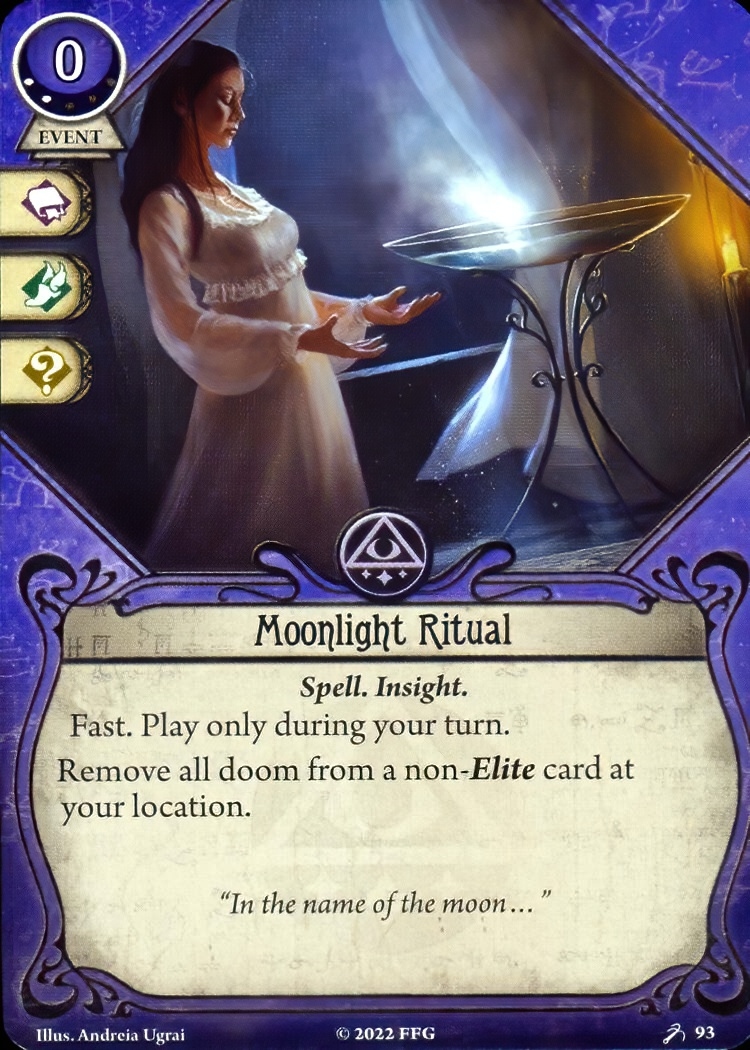 0
EVENT
Moonlight Ritual
Spell. Insight.
Fast. Play only during your turn.
Remove all doom from a non-Elite card at
your location.
“In the name of the moon… ”
Illus. Andreia Ugrai
© 2022 FFG
93